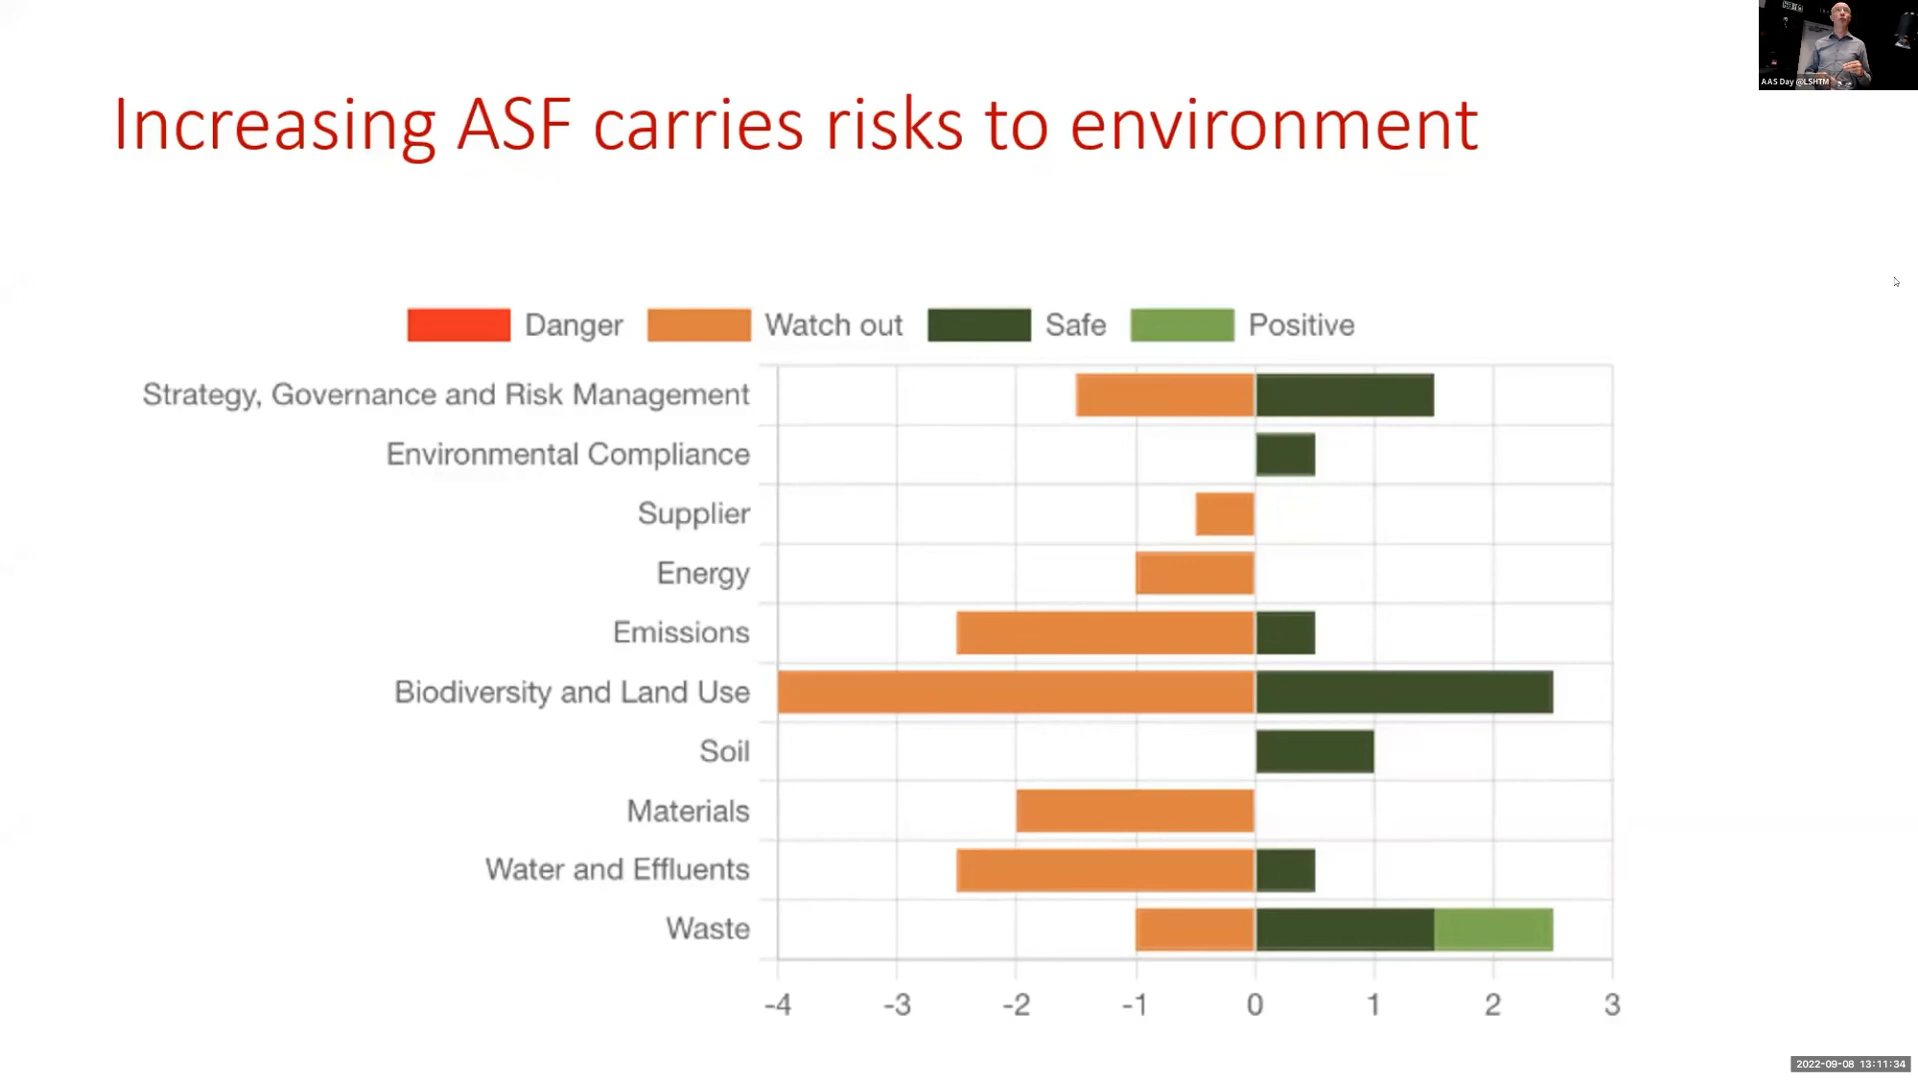 AAS Day @LSHTM
Increasing ASF carries risks to environment
Danger Watch out Safe Positive
Strategy, Governance and Risk Management
Environmental Compliance
Supplier
Energy
Emissions
Biodiversity and Land Use
Soil
Materials
Water and Effluents
Waste
-4 -3 -2 -1 0 1 2 3
2022-09-08 13:11:34